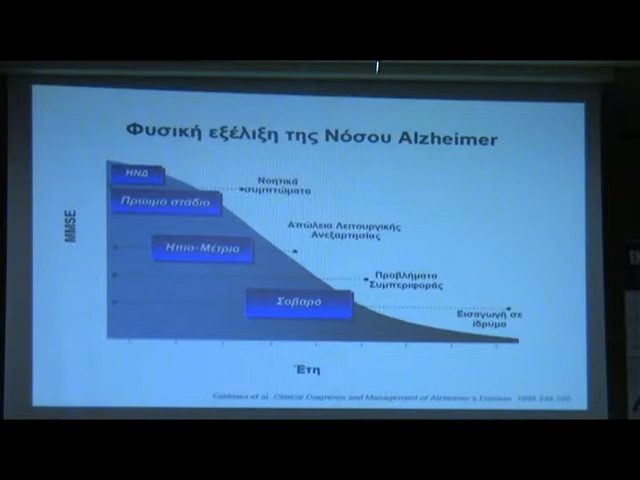 Φυσική εξέλιξη της Νόσου Alzheimer
ΗΝΔ
Νοητικά
συμπτώματα
Πρώιμο στάδιο
MMSE
Απώλεια Λειτουργικής
Ανεξαρτησίας
Ήπιο-Μέτριο
Προβλήματα
Συμπεριφοράς
Σοβαρό
Εισαγωγή σε
ίδρυμα
Έτη
Feldman et al. Clinical Diagnosis and Management of Alzheimer's Disease.